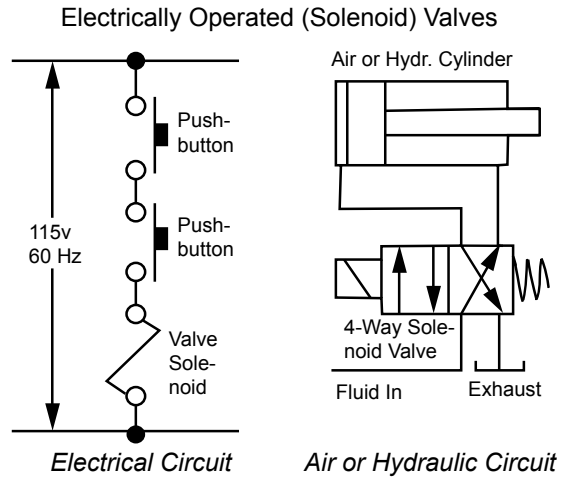 Electrically Operated (Solenoid) Valves
Air or Hydr. Cylinder
Push-
button
Push-
button
115v
60 Hz
Valve
Sole-
noid
4-Way Sole-
noid Valve
Fluid In
Exhaust
Electrical Circuit
Air or Hydraulic Circuit